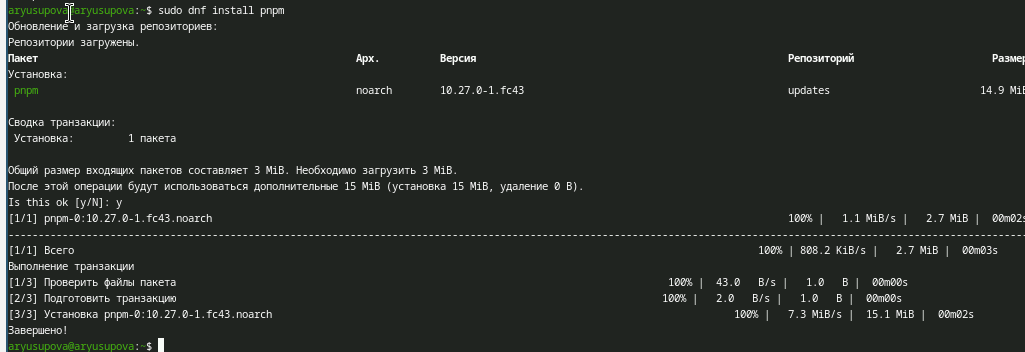 aryusupova@aryusupova:~$ sudo dnf install pnpm
Обновление и загрузка репозиториев:
Репозитории загружены.
Пакет Арх. Версия Репозиторий Размер
Установка:
pnpm noarch 10.27.0-1.fc43 updates 14.9 MiB
Сводка транзакции:
Установка: 1 пакета
Общий размер входящих пакетов составляет 3 MiB. Необходимо загрузить 3 MiB.
После этой операции будут использоваться дополнительные 15 MiB (установка 15 MiB, удаление 0 B).
Is this ok [y/N]: y
[1/1] pnpm-0:10.27.0-1.fc43.noarch 100% | 1.1 MiB/s | 2.7 MiB | 00m02s
--------------------------------------------------------------------------------
[1/1] Всего 100% | 808.2 KiB/s | 2.7 MiB | 00m03s
Выполнение транзакции
[1/3] Проверить файлы пакета 100% | 43.0 B/s | 1.0 B | 00m00s
[2/3] Подготовить транзакцию 100% | 2.0 B/s | 1.0 B | 00m00s
[3/3] Установка pnpm-0:10.27.0-1.fc43.noarch 100% | 7.3 MiB/s | 15.1 MiB | 00m02s
Завершено!
aryusupova@aryusupova:~$